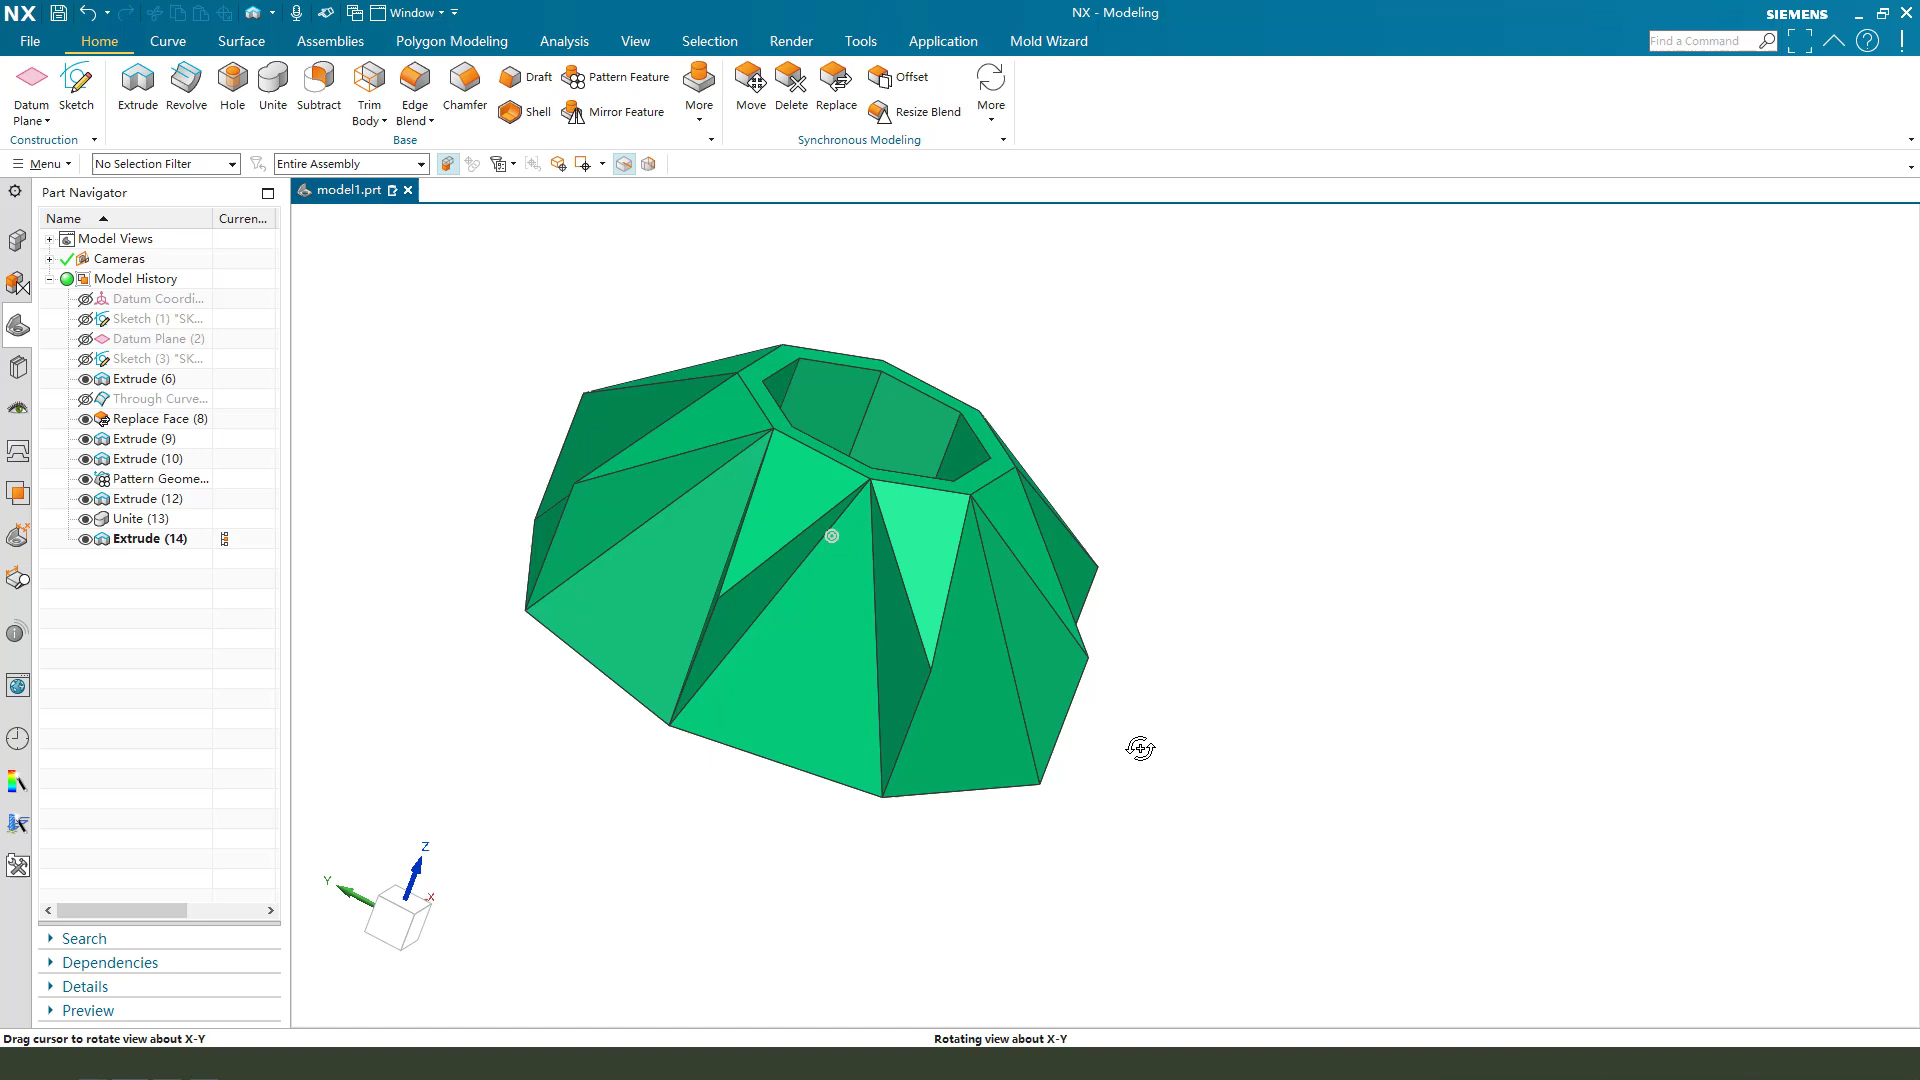 NX
Window
NX - Modeling
SIEMENS
File Home Curve Surface Assemblies Polygon Modeling Analysis View Selection Render Tools Application Mold Wizard
Find a Command
Datum Plane
Sketch
Extrude
Revolve
Hole
Unite
Subtract
Trim Body
Edge Blend
Chamfer
Draft
Shell
Pattern Feature
Mirror Feature
More
Move
Delete
Replace
Offset
Resize Blend
More
Construction
Base
Synchronous Modeling
Menu
No Selection Filter
Entire Assembly
Part Navigator
model1.prt
Name Curren...
Model Views
Cameras
Model History
Datum Coordi...
Sketch (1) "SK...
Datum Plane (2)
Sketch (3) "SK...
Extrude (6)
Through Curve...
Replace Face (8)
Extrude (9)
Extrude (10)
Pattern Geome...
Extrude (12)
Unite (13)
Extrude (14)
Z
Y
X
Search
Dependencies
Details
Preview
Drag cursor to rotate view about X-Y
Rotating view about X-Y